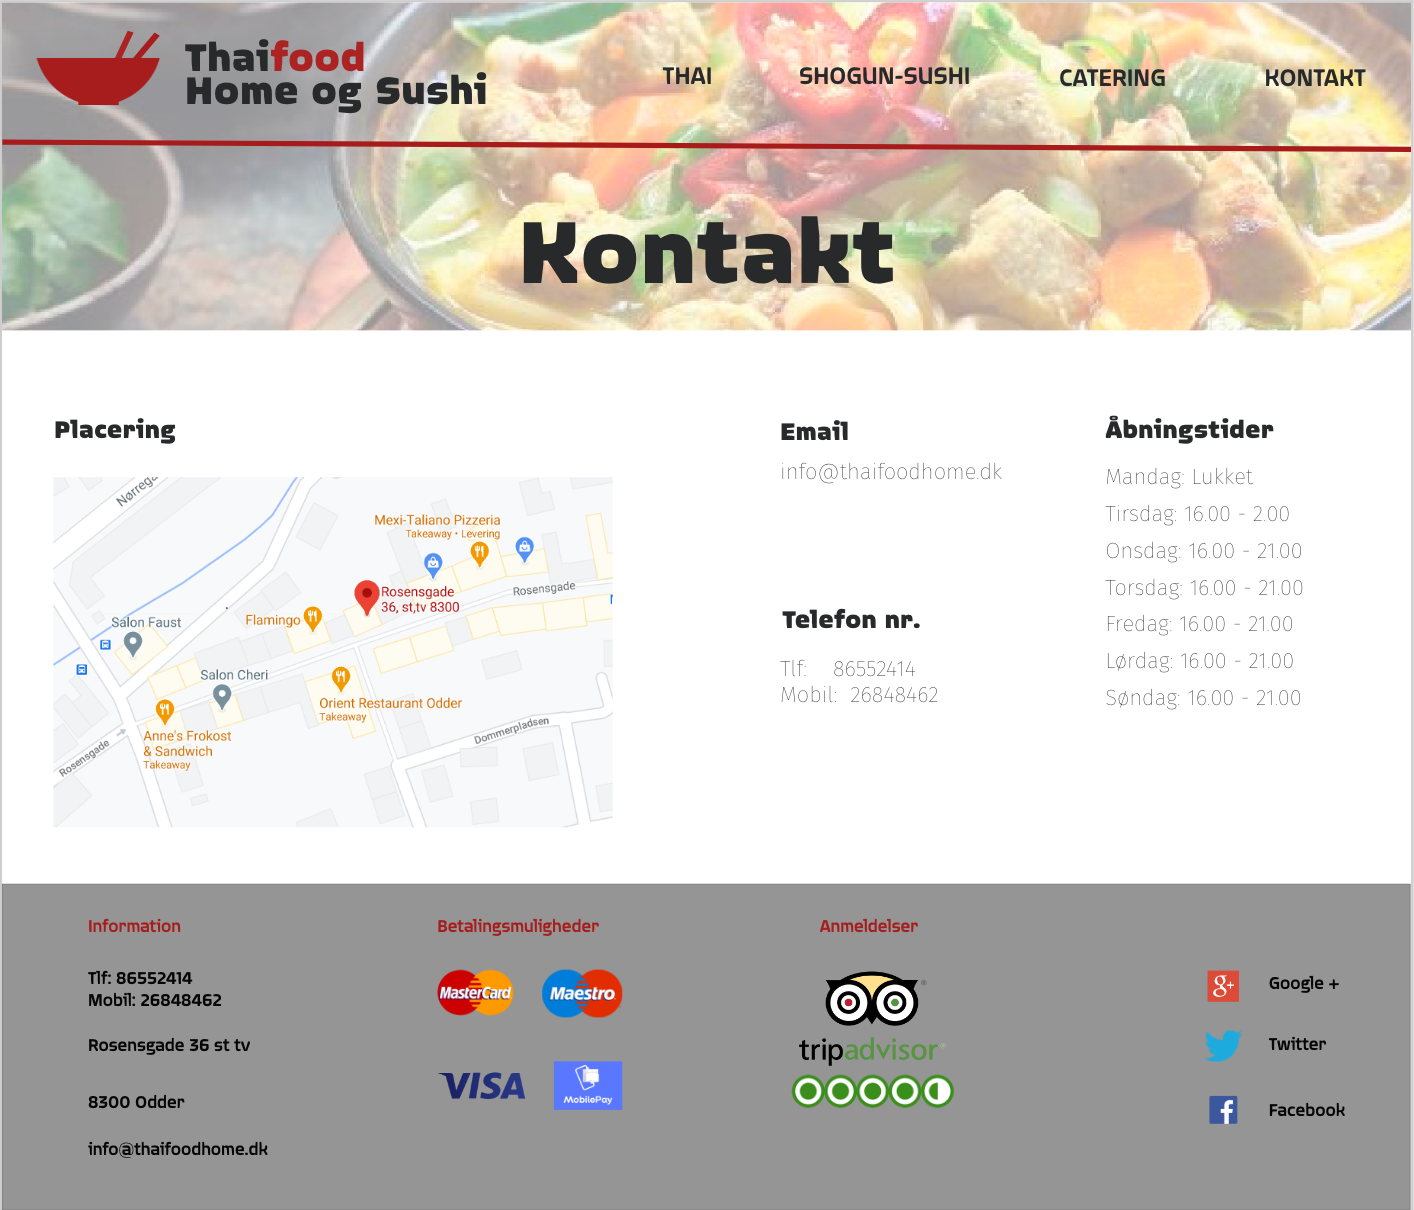 Thaifood
Home og Sushi
THAI
SHOGUN-SUSHI
CATERING
KONTAKT
Kontakt
Placering
Mexi-Taliano Pizzeria
Takeaway • Levering
Rosensgade
36, st,tv 8300
Rosensgade
Flamingo
Salon Faust
Salon Cheri
Orient Restaurant Odder
Takeaway
Anne's Frokost
& Sandwich
Takeaway
Rosensgade
Dommerpladsen
Email
info@thaifoodhome.dk
Telefon nr.
Tlf: 86552414
Mobil: 26848462
Åbningstider
Mandag: Lukket
Tirsdag: 16.00 - 2.00
Onsdag: 16.00 - 21.00
Torsdag: 16.00 - 21.00
Fredag: 16.00 - 21.00
Lørdag: 16.00 - 21.00
Søndag: 16.00 - 21.00
Information
Tlf: 86552414
Mobil: 26848462
Rosensgade 36 st tv
8300 Odder
info@thaifoodhome.dk
Betalingsmuligheder
MasterCard
Maestro
VISA
MobilePay
Anmeldelser
tripadvisor
g+
Google +
Twitter
f
Facebook